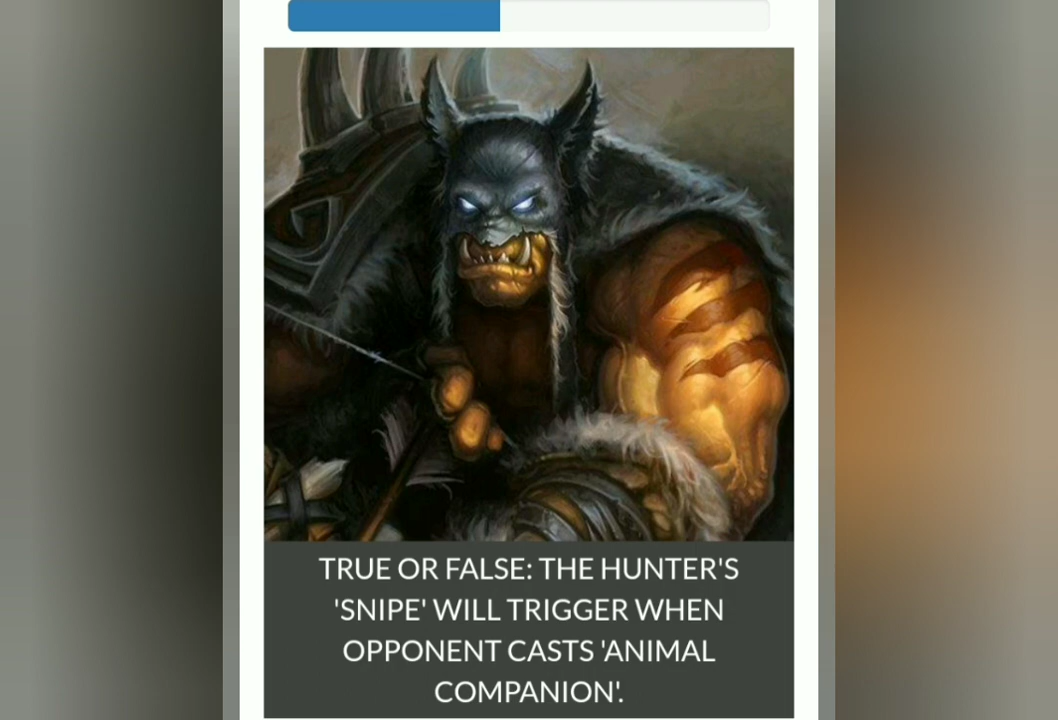 TRUE OR FALSE: THE HUNTER'S
'SNIPE' WILL TRIGGER WHEN
OPPONENT CASTS 'ANIMAL
COMPANION'.